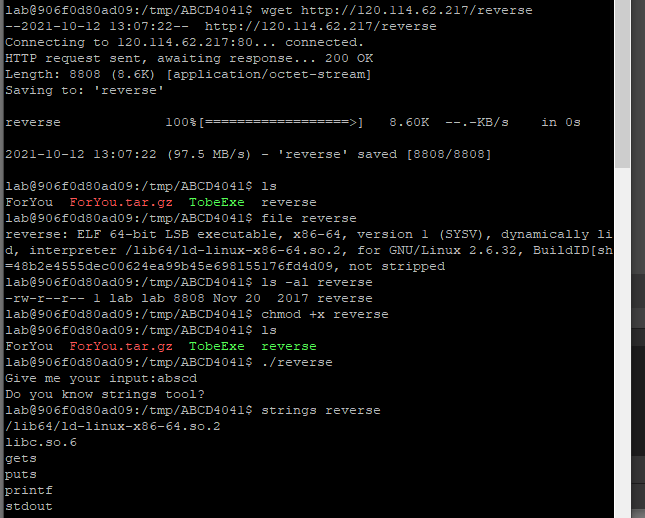 lab@906f0d80ad09:/tmp/ABCD4041$ wget http://120.114.62.217/reverse
--2021-10-12 13:07:22--  http://120.114.62.217/reverse
Connecting to 120.114.62.217:80... connected.
HTTP request sent, awaiting response... 200 OK
Length: 8808 (8.6K) [application/octet-stream]
Saving to: 'reverse'
reverse             100%[===================>]   8.60K  --.-KB/s    in 0s
2021-10-12 13:07:22 (97.5 MB/s) - 'reverse' saved [8808/8808]
lab@906f0d80ad09:/tmp/ABCD4041$ ls
ForYou  ForYou.tar.gz  TobeExe  reverse
lab@906f0d80ad09:/tmp/ABCD4041$ file reverse
reverse: ELF 64-bit LSB executable, x86-64, version 1 (SYSV), dynamically li
d, interpreter /lib64/ld-linux-x86-64.so.2, for GNU/Linux 2.6.32, BuildID[sh
=48b2e4555dec00624ea99b45e698155176fd4d09, not stripped
lab@906f0d80ad09:/tmp/ABCD4041$ ls -al reverse
-rw-r--r-- 1 lab lab 8808 Nov 20  2017 reverse
lab@906f0d80ad09:/tmp/ABCD4041$ chmod +x reverse
lab@906f0d80ad09:/tmp/ABCD4041$ ls
ForYou  ForYou.tar.gz  TobeExe  reverse
lab@906f0d80ad09:/tmp/ABCD4041$ ./reverse
Give me your input:abscd
Do you know strings tool?
lab@906f0d80ad09:/tmp/ABCD4041$ strings reverse
/lib64/ld-linux-x86-64.so.2
libc.so.6
gets
puts
printf
stdout